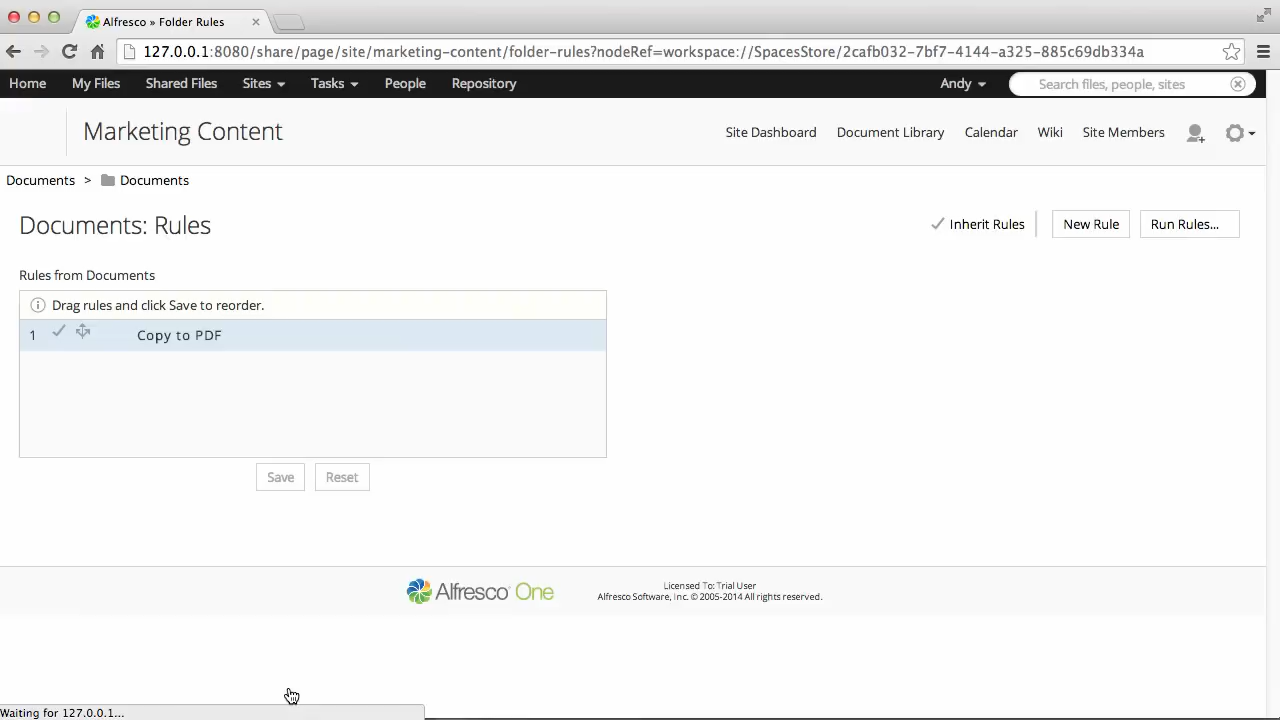 Alfresco » Folder Rules
127.0.0.1:8080/share/page/site/marketing-content/folder-rules?nodeRef=workspace://SpacesStore/2cafb032-7bf7-4144-a325-885c69db334a
Home My Files Shared Files Sites Tasks People Repository Andy Search files, people, sites
Marketing Content Site Dashboard Document Library Calendar Wiki Site Members
Documents > Documents
Documents: Rules Inherit Rules New Rule Run Rules...
Rules from Documents
Drag rules and click Save to reorder.
1 Copy to PDF
Save Reset
Alfresco One
Licensed To: Trial User
Alfresco Software, Inc. © 2005-2014 All rights reserved.
Waiting for 127.0.0.1...